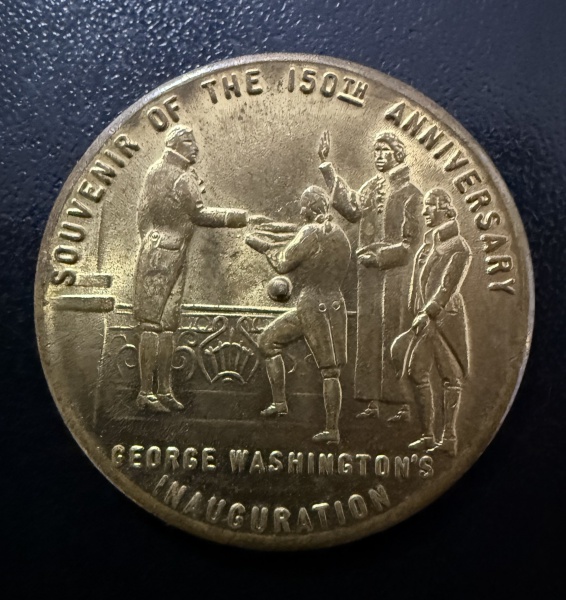 SOUVENIR OF THE 150TH ANNIVERSARY
GEORGE WASHINGTON'S
INAUGURATION